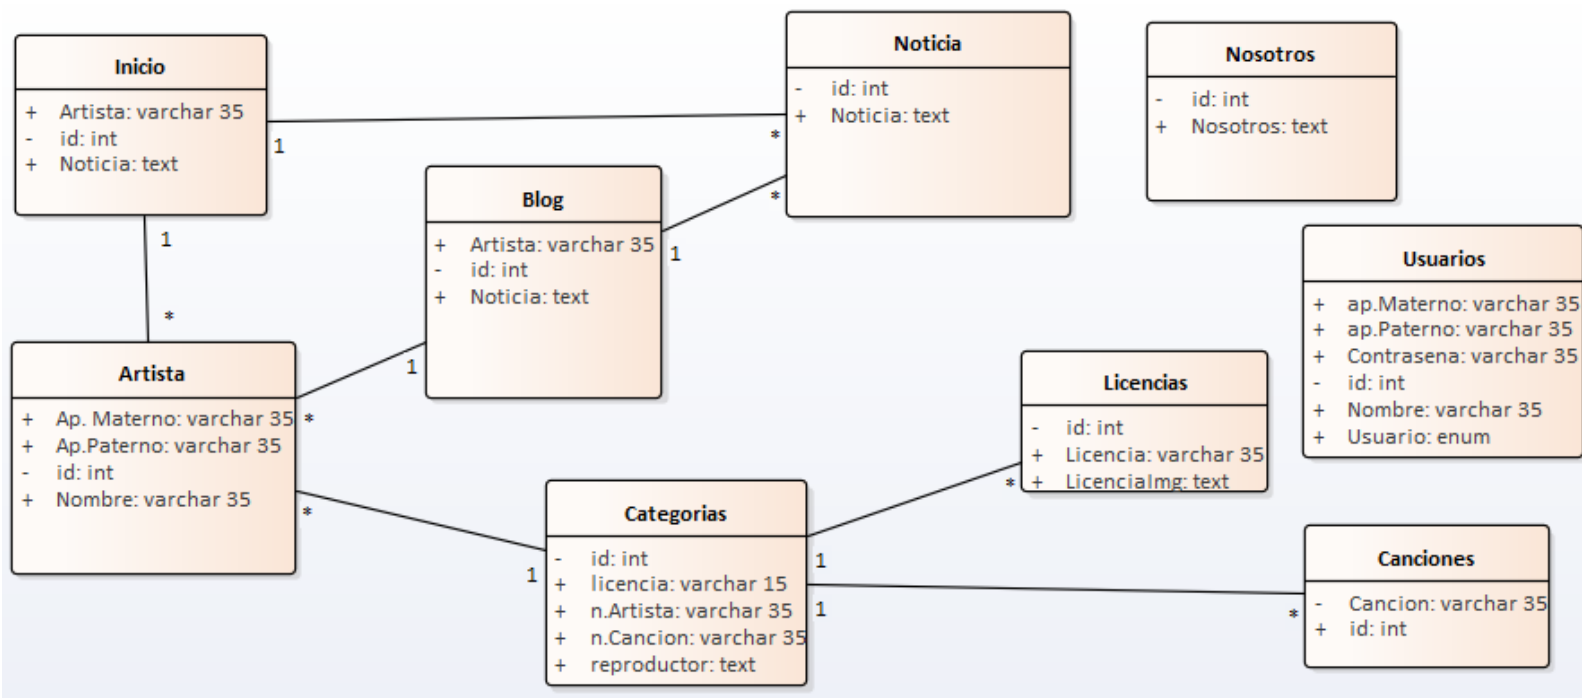 Inicio
+ Artista: varchar 35
- id: int
+ Noticia: text
1
*
1
*
Noticia
- id: int
+ Noticia: text
Nosotros
- id: int
+ Nosotros: text
Blog
+ Artista: varchar 35
- id: int
+ Noticia: text
1
*
1
*
Usuarios
+ ap.Materno: varchar 35
+ ap.Paterno: varchar 35
+ Contrasena: varchar 35
- id: int
+ Nombre: varchar 35
+ Usuario: enum
Artista
+ Ap. Materno: varchar 35
+ Ap.Paterno: varchar 35
- id: int
+ Nombre: varchar 35
*
1
Licencias
- id: int
+ Licencia: varchar 35
+ LicenciaImg: text
*
1
Categorias
- id: int
+ licencia: varchar 15
+ n.Artista: varchar 35
+ n.Cancion: varchar 35
+ reproductor: text
1
*
Canciones
- Cancion: varchar 35
+ id: int